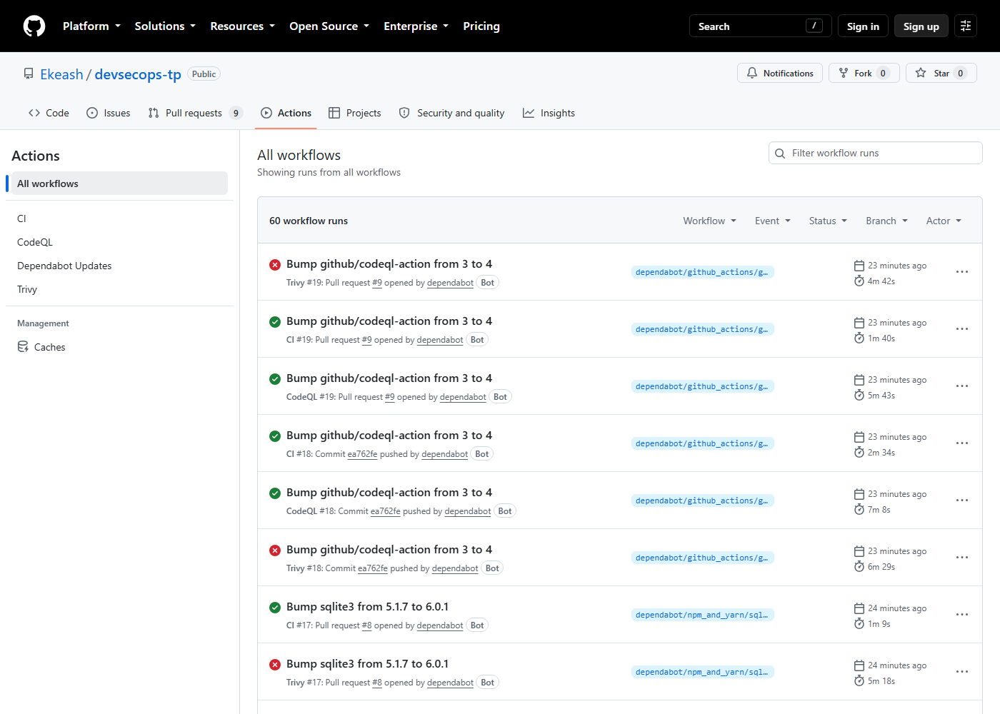 Platform Solutions Resources Open Source Enterprise Pricing Search / Sign in Sign up
Ekeash / devsecops-tp Public Notifications Fork 0 Star 0
Code Issues Pull requests 9 Actions Projects Security and quality Insights
Actions
All workflows
CI
CodeQL
Dependabot Updates
Trivy
Management
Caches
All workflows
Showing runs from all workflows
Filter workflow runs
60 workflow runs Workflow Event Status Branch Actor
Bump github/codeql-action from 3 to 4
Trivy #19: Pull request #9 opened by dependabot Bot
dependabot/github_actions/g…
23 minutes ago
4m 42s
Bump github/codeql-action from 3 to 4
CI #19: Pull request #9 opened by dependabot Bot
dependabot/github_actions/g…
23 minutes ago
1m 40s
Bump github/codeql-action from 3 to 4
CodeQL #19: Pull request #9 opened by dependabot Bot
dependabot/github_actions/g…
23 minutes ago
5m 43s
Bump github/codeql-action from 3 to 4
CI #18: Commit ea762fe pushed by dependabot Bot
dependabot/github_actions/g…
23 minutes ago
2m 34s
Bump github/codeql-action from 3 to 4
CodeQL #18: Commit ea762fe pushed by dependabot Bot
dependabot/github_actions/g…
23 minutes ago
7m 8s
Bump github/codeql-action from 3 to 4
Trivy #18: Commit ea762fe pushed by dependabot Bot
dependabot/github_actions/g…
23 minutes ago
6m 29s
Bump sqlite3 from 5.1.7 to 6.0.1
CI #17: Pull request #8 opened by dependabot Bot
dependabot/npm_and_yarn/sql…
24 minutes ago
1m 9s
Bump sqlite3 from 5.1.7 to 6.0.1
Trivy #17: Pull request #8 opened by dependabot Bot
dependabot/npm_and_yarn/sql…
24 minutes ago
5m 18s